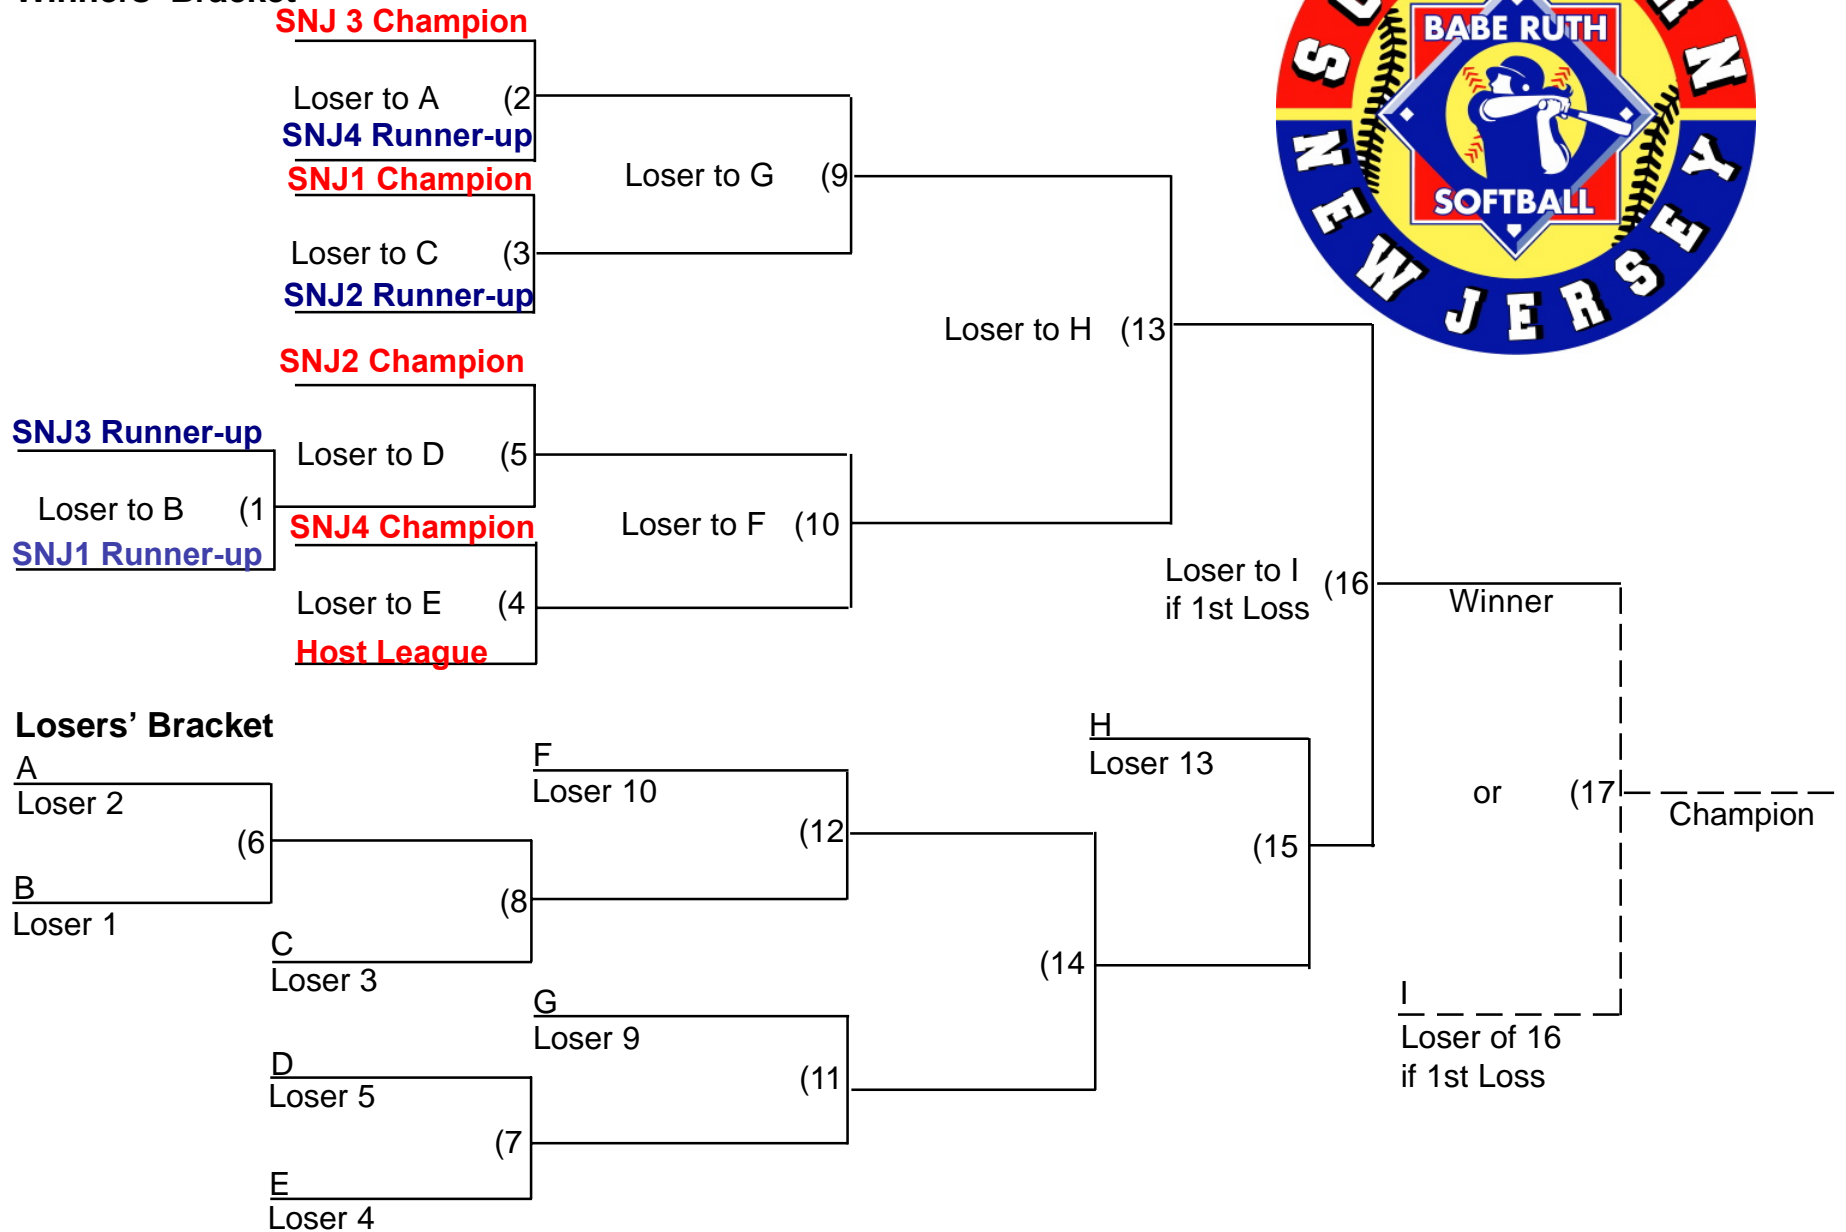 Winners' Bracket
SNJ 3 Champion
Loser to A (2
SNJ4 Runner-up
SNJ1 Champion
Loser to G (9
Loser to C (3
SNJ2 Runner-up
Loser to H (13
SNJ2 Champion
SNJ3 Runner-up
Loser to D (5
Loser to B (1
SNJ4 Champion
Loser to F (10
SNJ1 Runner-up
Loser to E (4
Host League
Loser to I (16
if 1st Loss
Winner
BABE RUTH
SOFTBALL
NEW JERSEY
Losers’ Bracket
A
Loser 2
(6
B
Loser 1
(8
C
Loser 3
F
Loser 10
(12
G
Loser 9
(11
D
Loser 5
(7
E
Loser 4
(14
H
Loser 13
(15
or (17
Champion
I
Loser of 16
if 1st Loss